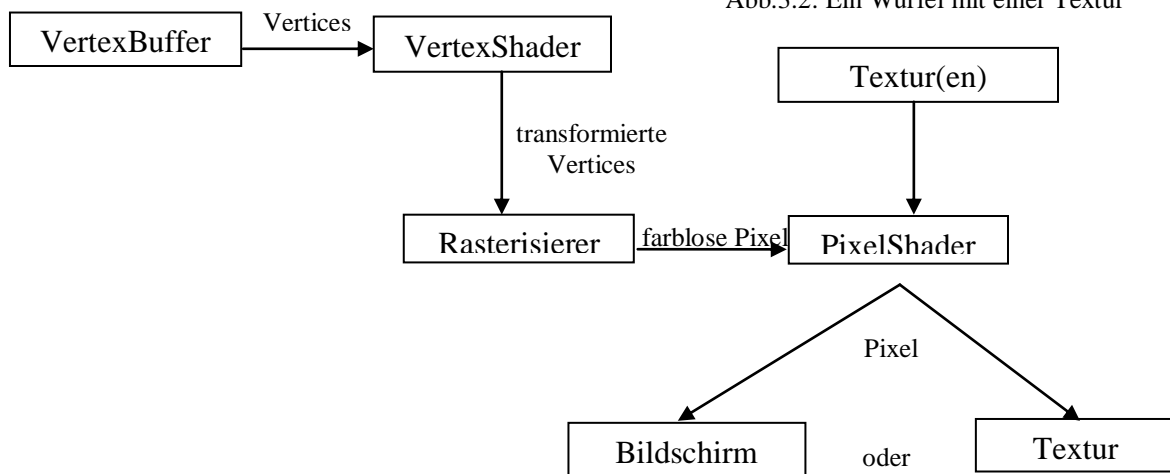 Abb.3.2. Ein Würfel mit einer Textur
VertexBuffer
Vertices
VertexShader
Textur(en)
transformierte
Vertices
Rasterisierer
farblose Pixel
PixelShader
Pixel
Bildschirm
oder
Textur